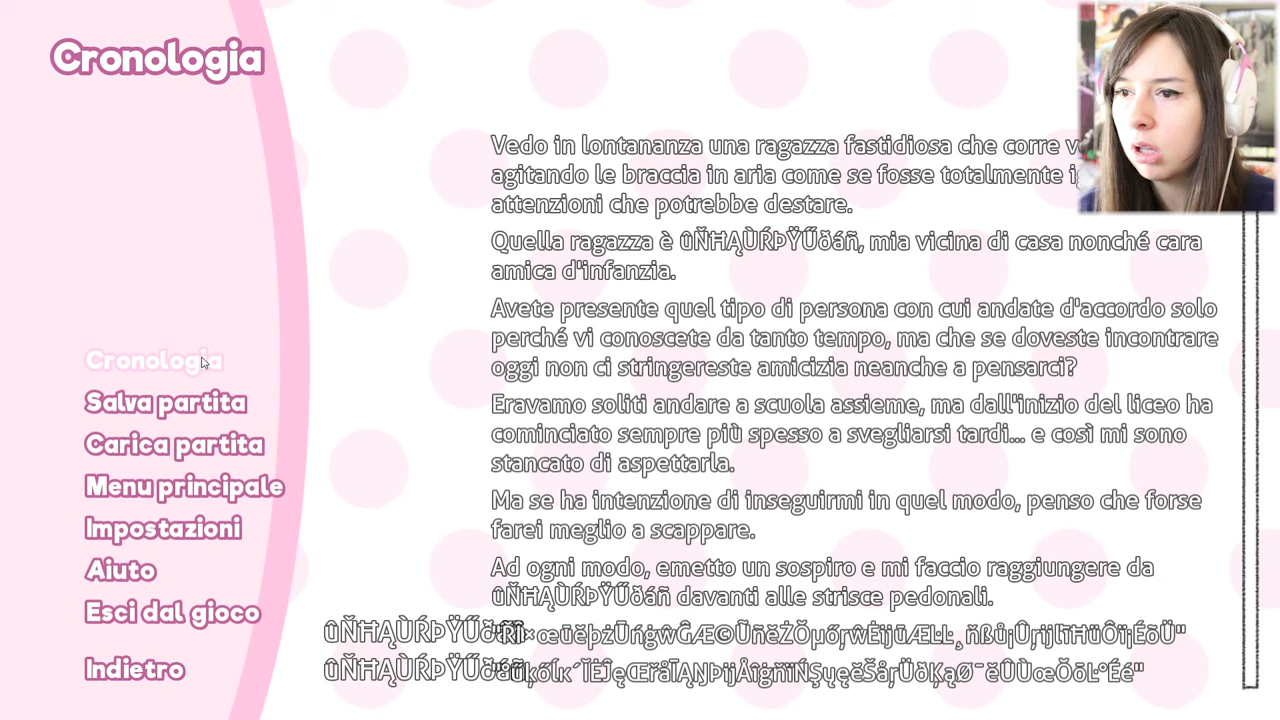 Cronologia
Vedo in lontananza una ragazza fastidiosa che corre
agitando le braccia in aria come se fosse totalmente
attenzioni che potrebbe destare.
Quella ragazza è ûÑĦĄÙŔÞŸŰðáñ, mia vicina di casa nonché cara
amica d'infanzia.
Avete presente quel tipo di persona con cui andate d'accordo solo
perché vi conoscete da tanto tempo, ma che se doveste incontrare
oggi non ci stringereste amicizia neanche a pensarci?
Eravamo soliti andare a scuola assieme, ma dall'inizio del liceo ha
cominciato sempre più spesso a svegliarsi tardi... e così mi sono
stancato di aspettarla.
Ma se ha intenzione di inseguirmi in quel modo, penso che forse
farei meglio a scappare.
Ad ogni modo, emetto un sospiro e mi faccio raggiungere da
ûÑĦĄÙŔÞŸŰðáñ davanti alle strisce pedonali.
Cronologia
Salva partita
Carica partita
Menu principale
Impostazioni
Aiuto
Esci dal gioco
Indietro